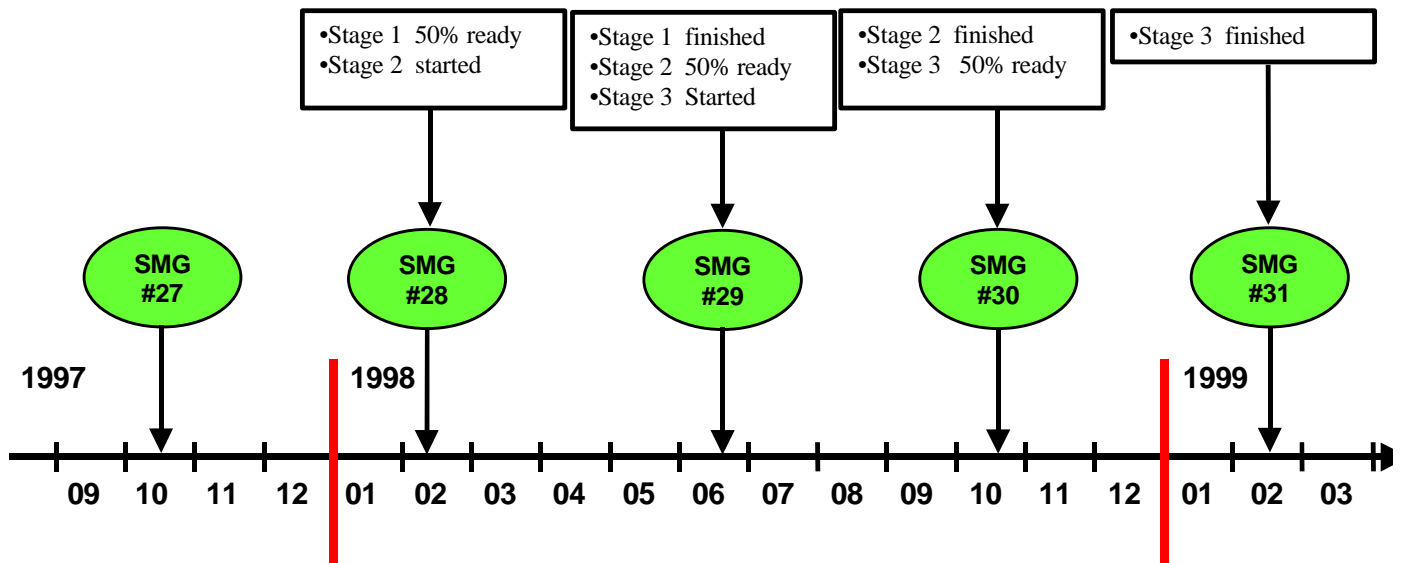 •Stage 1 50% ready
•Stage 2 started
•Stage 1 finished
•Stage 2 50% ready
•Stage 3 Started
•Stage 2 finished
•Stage 3 50% ready
•Stage 3 finished
SMG
#27
SMG
#28
SMG
#29
SMG
#30
SMG
#31
1997
1998
1999
09 10 11 12 01 02 03 04 05 06 07 08 09 10 11 12 01 02 03